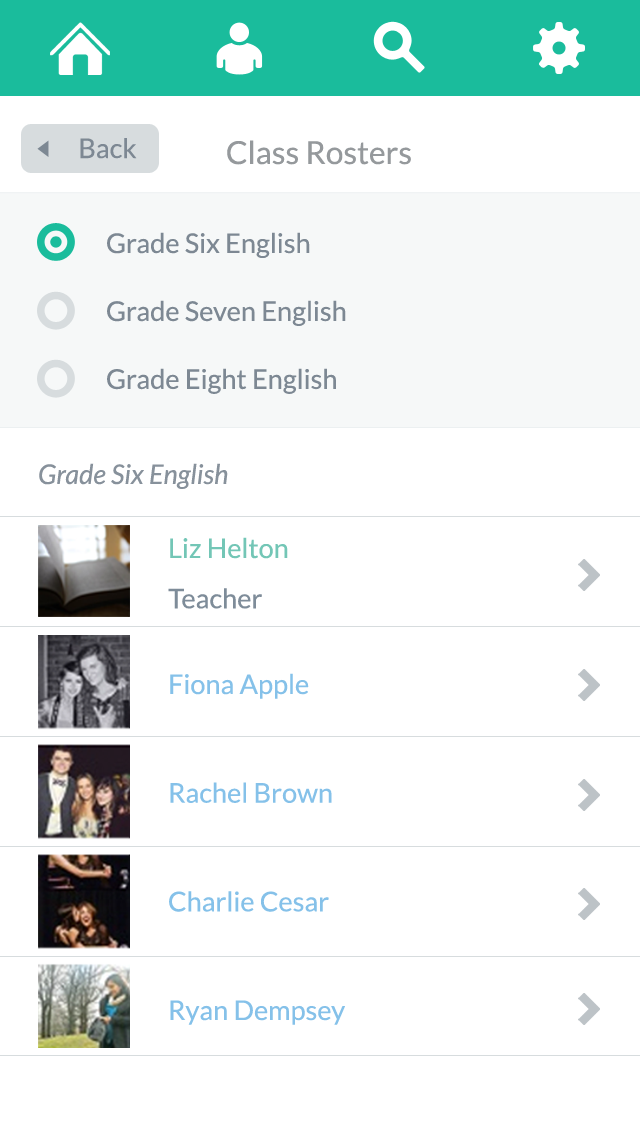 Back
Class Rosters
Grade Six English
Grade Seven English
Grade Eight English
Grade Six English
Liz Helton
Teacher
Fiona Apple
Rachel Brown
Charlie Cesar
Ryan Dempsey